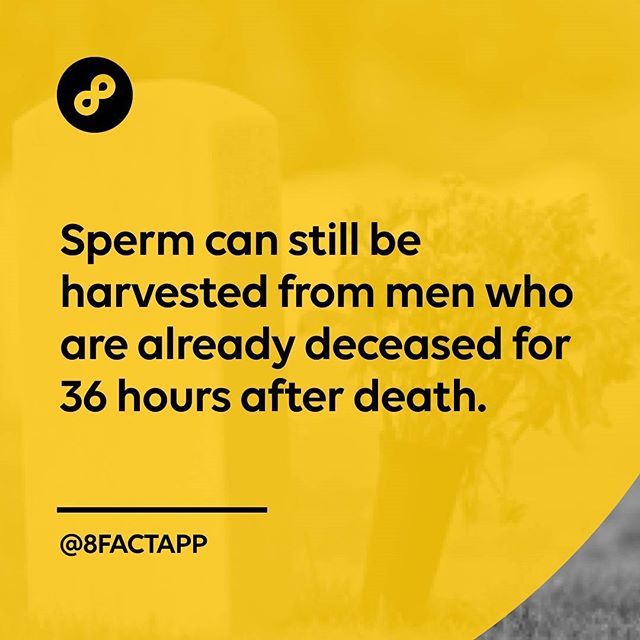 Sperm can still be
harvested from men who
are already deceased for
36 hours after death.
@8FACTAPP